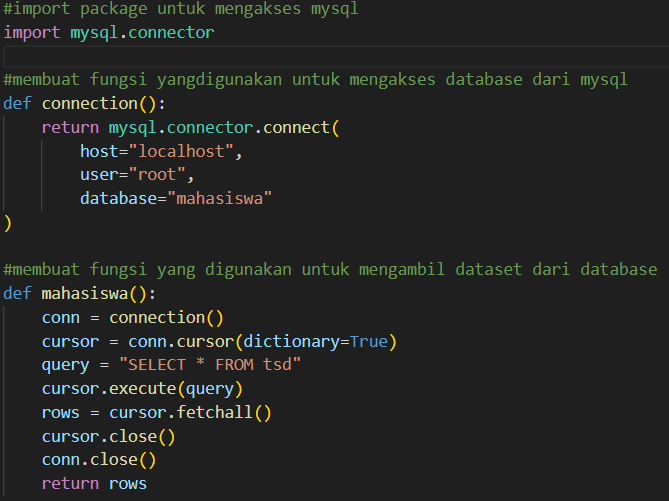 #import package untuk mengakses mysql
import mysql.connector

#membuat fungsi yangdigunakan untuk mengakses database dari mysql
def connection():
    return mysql.connector.connect(
        host="localhost",
        user="root",
        database="mahasiswa"
)

#membuat fungsi yang digunakan untuk mengambil dataset dari database
def mahasiswa():
    conn = connection()
    cursor = conn.cursor(dictionary=True)
    query = "SELECT * FROM tsd"
    cursor.execute(query)
    rows = cursor.fetchall()
    cursor.close()
    conn.close()
    return rows